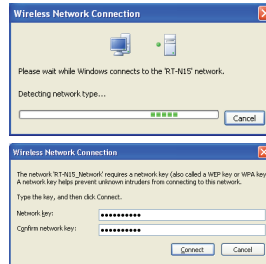 Wireless Network Connection
Please wait while Windows connects to the 'RT-N15' network.
Detecting network type...
Cancel
Wireless Network Connection
The network 'RT-N15_Network' requires a network key (also called a WEP key or WPA key
A network key helps prevent unknown intruders from connecting to this network.
Type the key, and then click Connect.
Network key: ●●●●●●●●●●
Confirm network key: ●●●●●●●●●●
Connect Cancel